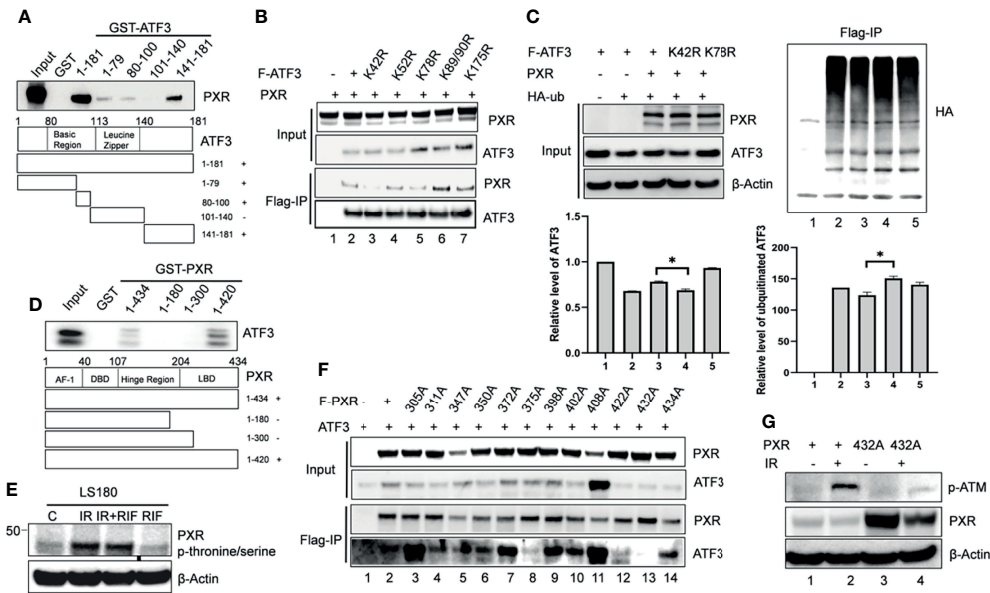 A
GST-ATF3
Input GST 1-181 1-79 80-100 101-140 141-181
PXR
1 80 113 140 181
Basic Region Leucine Zipper ATF3
1-181 +
1-79 +
80-100 +
101-140 -
141-181 +
B
F-ATF3 - + K42R K52R K78R K89/90R K175R
PXR + + + + + + +
Input
PXR
ATF3
Flag-IP
PXR
ATF3
1 2 3 4 5 6 7
C
F-ATF3 + + + K42R K78R
PXR + + +
HA-ub - + + + +
Input
PXR
ATF3
β-Actin
Relative level of ATF3
1.5
1.0
0.5
0.0
*
1 2 3 4 5
Flag-IP
HA
1 2 3 4 5
Relative level of ubquitinated ATF3
200
150
100
50
0
*
1 2 3 4 5
D
GST-PXR
Input GST 1-434 1-180 1-300 1-420
ATF3
1 40 107 204 434
AF-1 DBD Hinge Region LBD PXR
1-434 +
1-180 -
1-300 -
1-420 +
E
LS180
C IR IR+RIF RIF
50
PXR
p-thronine/serine
β-Actin
F
F-PXR - + 305A 311A 347A 350A 372A 375A 398A 402A 408A 422A 432A 434A
ATF3 + + + + + + + + + + + + + +
Input
PXR
ATF3
Flag-IP
PXR
ATF3
1 2 3 4 5 6 7 8 9 10 11 12 13 14
G
PXR + + 432A 432A
IR - + - +
p-ATM
PXR
β-Actin
1 2 3 4